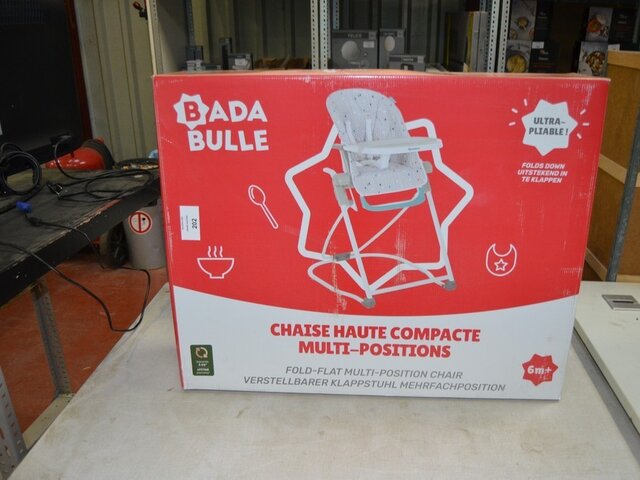 BADA
BULLE
ULTRA-
PLIABLE !
FOLDS DOWN
UITSTEKEND IN
TE KLAPPEN
202
CHAISE HAUTE COMPACTE
MULTI-POSITIONS
FOLD-FLAT MULTI-POSITION CHAIR
VERSTELLBARER KLAPPSTUHL MEHRFACHPOSITION
6m+